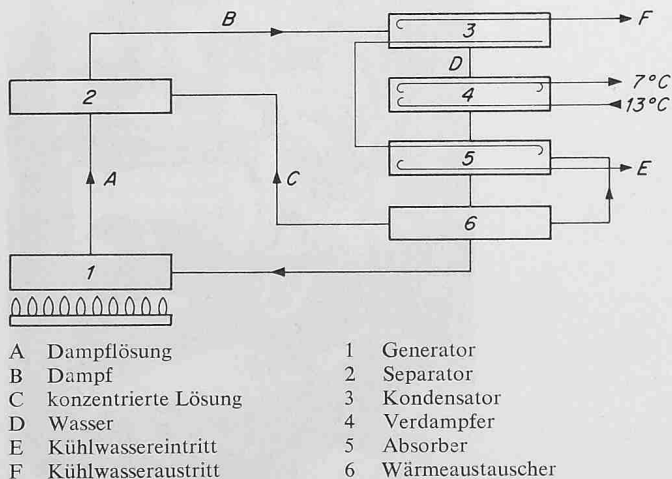 B
3
F
D
7°C
2
4
13°C
5
A
C
E
6
1
A Dampflösung
B Dampf
C konzentrierte Lösung
D Wasser
E Kühlwassereintritt
F Kühlwasseraustritt
1 Generator
2 Separator
3 Kondensator
4 Verdampfer
5 Absorber
6 Wärmeaustauscher